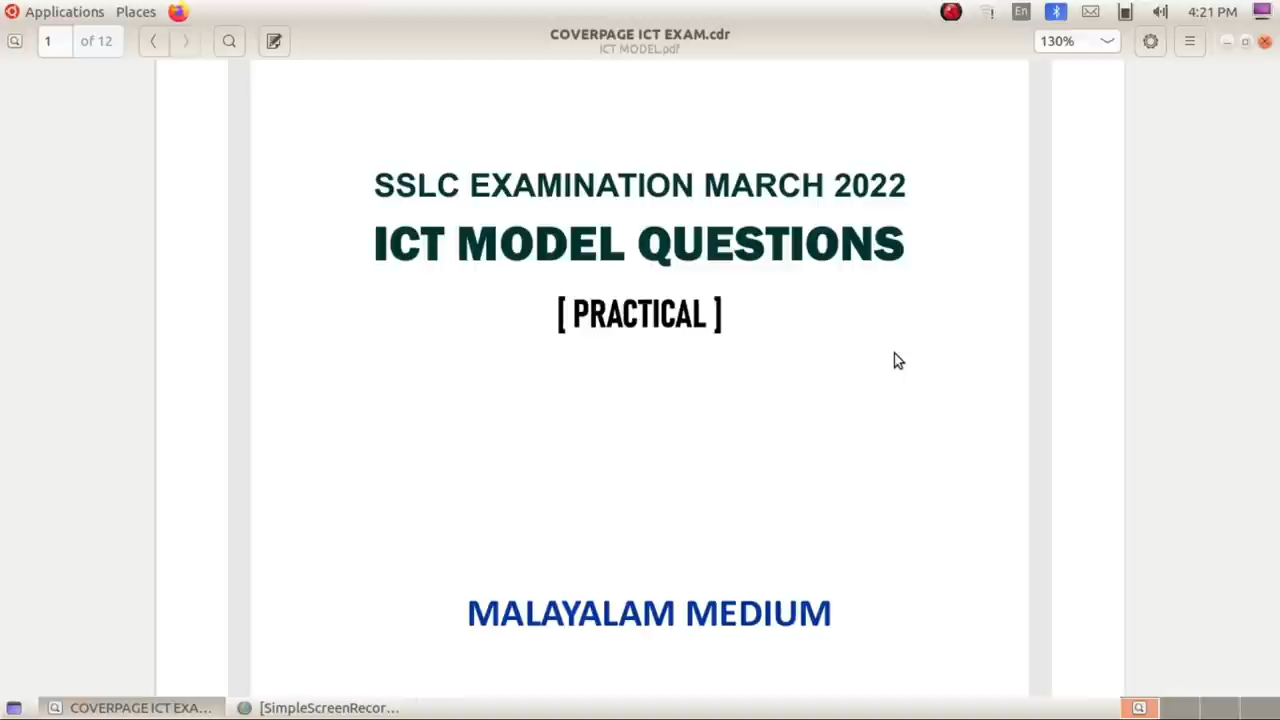 Applications Places
En
4:21 PM
1 of 12
COVERPAGE ICT EXAM.cdr
ICT MODEL.pdf
130%
SSLC EXAMINATION MARCH 2022
ICT MODEL QUESTIONS
[ PRACTICAL ]
MALAYALAM MEDIUM
COVERPAGE ICT EXA...
[SimpleScreenRecor...